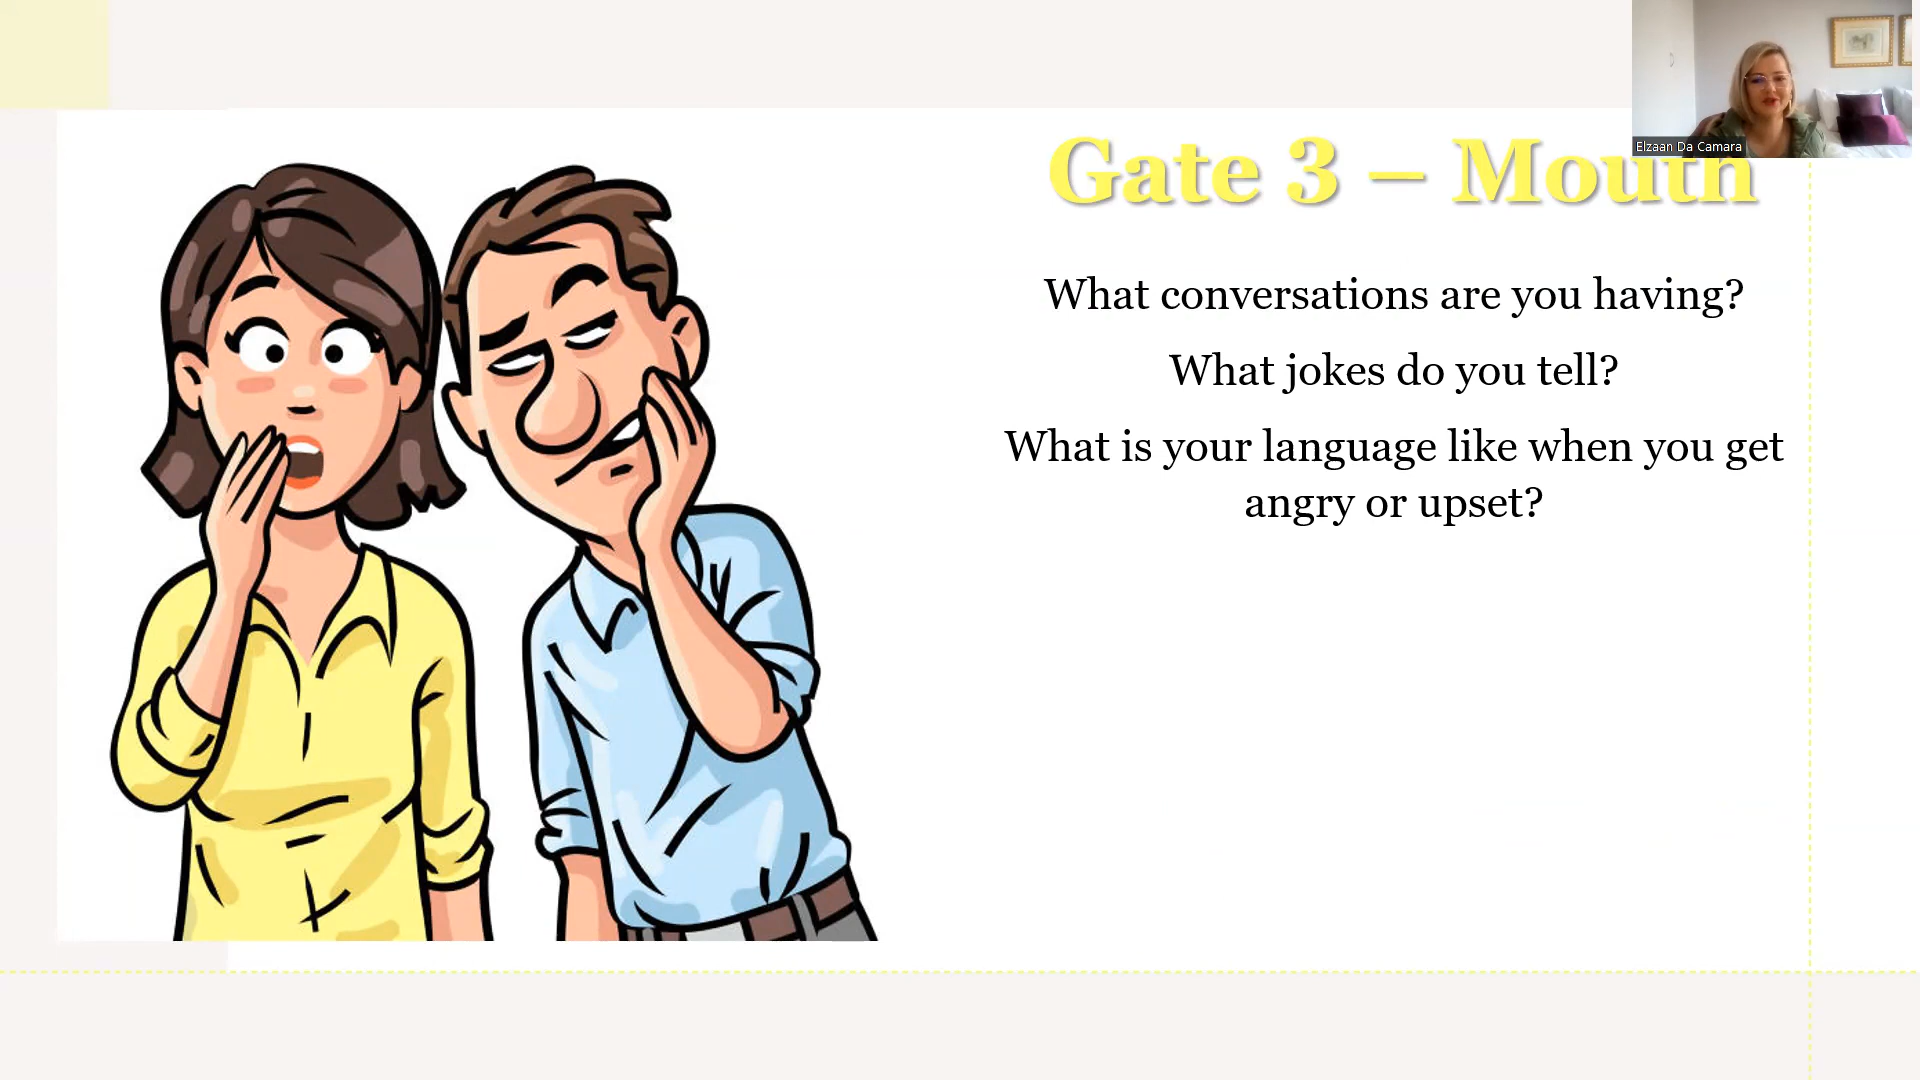 Elzaan Da Camara
Gate 3 – Mouth
What conversations are you having?
What jokes do you tell?
What is your language like when you get
angry or upset?